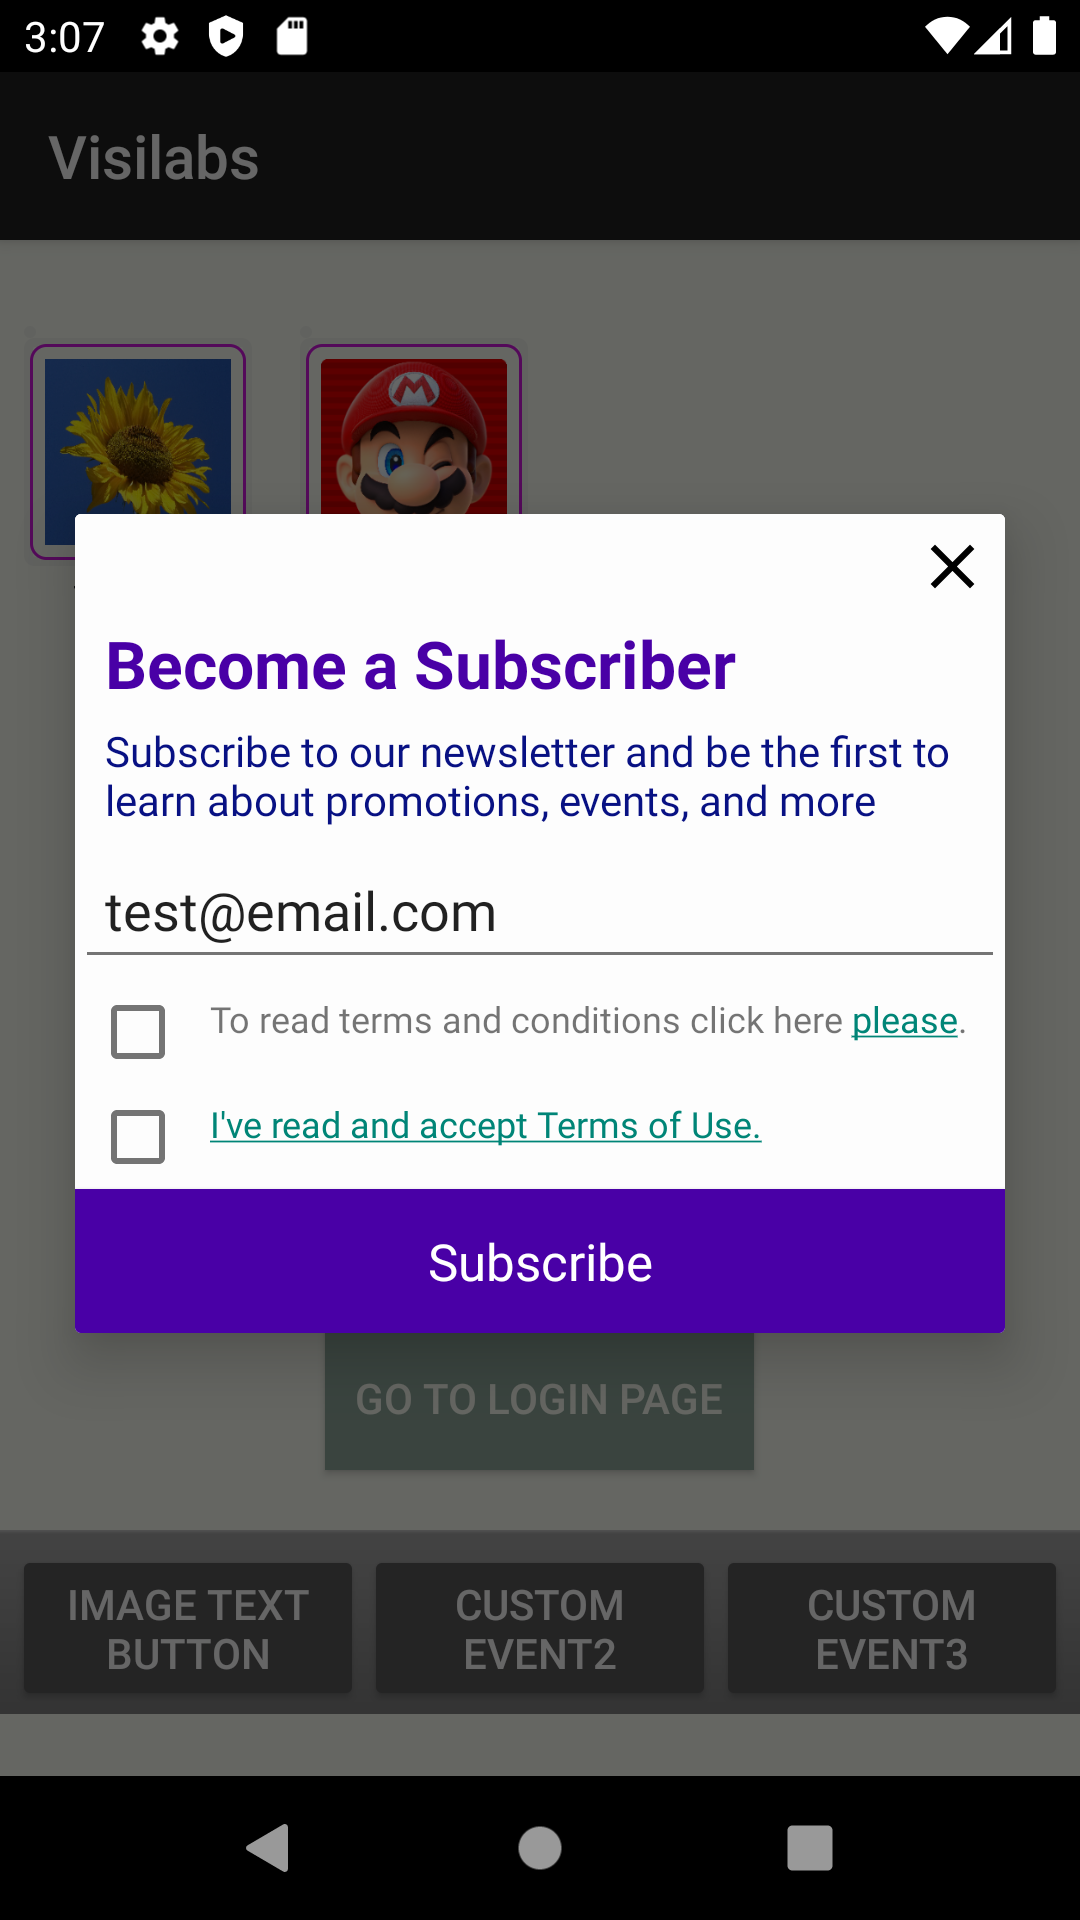 3:07
Visilabs
M
Become a Subscriber
Subscribe to our newsletter and be the first to
learn about promotions, events, and more
test@email.com
To read terms and conditions click here please.
I've read and accept Terms of Use.
Subscribe
GO TO LOGIN PAGE
IMAGE TEXT
BUTTON
CUSTOM
EVENT2
CUSTOM
EVENT3